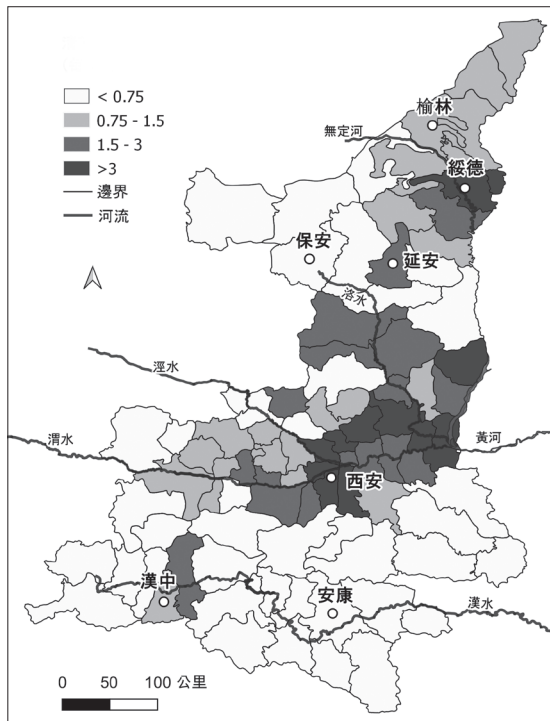 < 0.75
0.75 - 1.5
1.5 - 3
>3
邊界
河流
榆林
無定河
綏德
保安
延安
洛水
涇水
渭水
黃河
西安
漢中
安康
漢水
0 50 100 公里